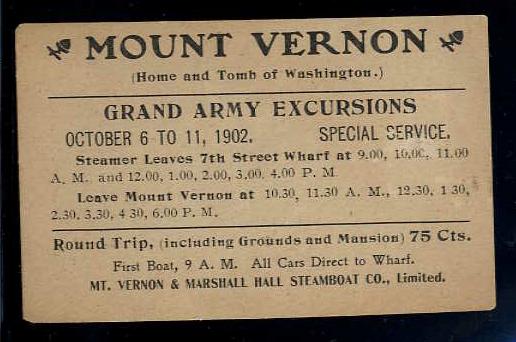 MOUNT VERNON
(Home and Tomb of Washington.)
GRAND ARMY EXCURSIONS
OCTOBER 6 TO 11, 1902. SPECIAL SERVICE.
Steamer Leaves 7th Street Wharf at 9.00, 10.00, 11.00
A. M. and 12.00, 1.00, 2.00, 3.00, 4.00 P. M
Leave Mount Vernon at 10.30, 11.30 A. M., 12.30, 1 30,
2.30, 3.30, 4 30, 6.00 P. M.
Round Trip, (including Grounds and Mansion) 75 Cts.
First Boat, 9 A. M. All Cars Direct to Wharf.
MT. VERNON & MARSHALL HALL STEAMBOAT CO., Limited.